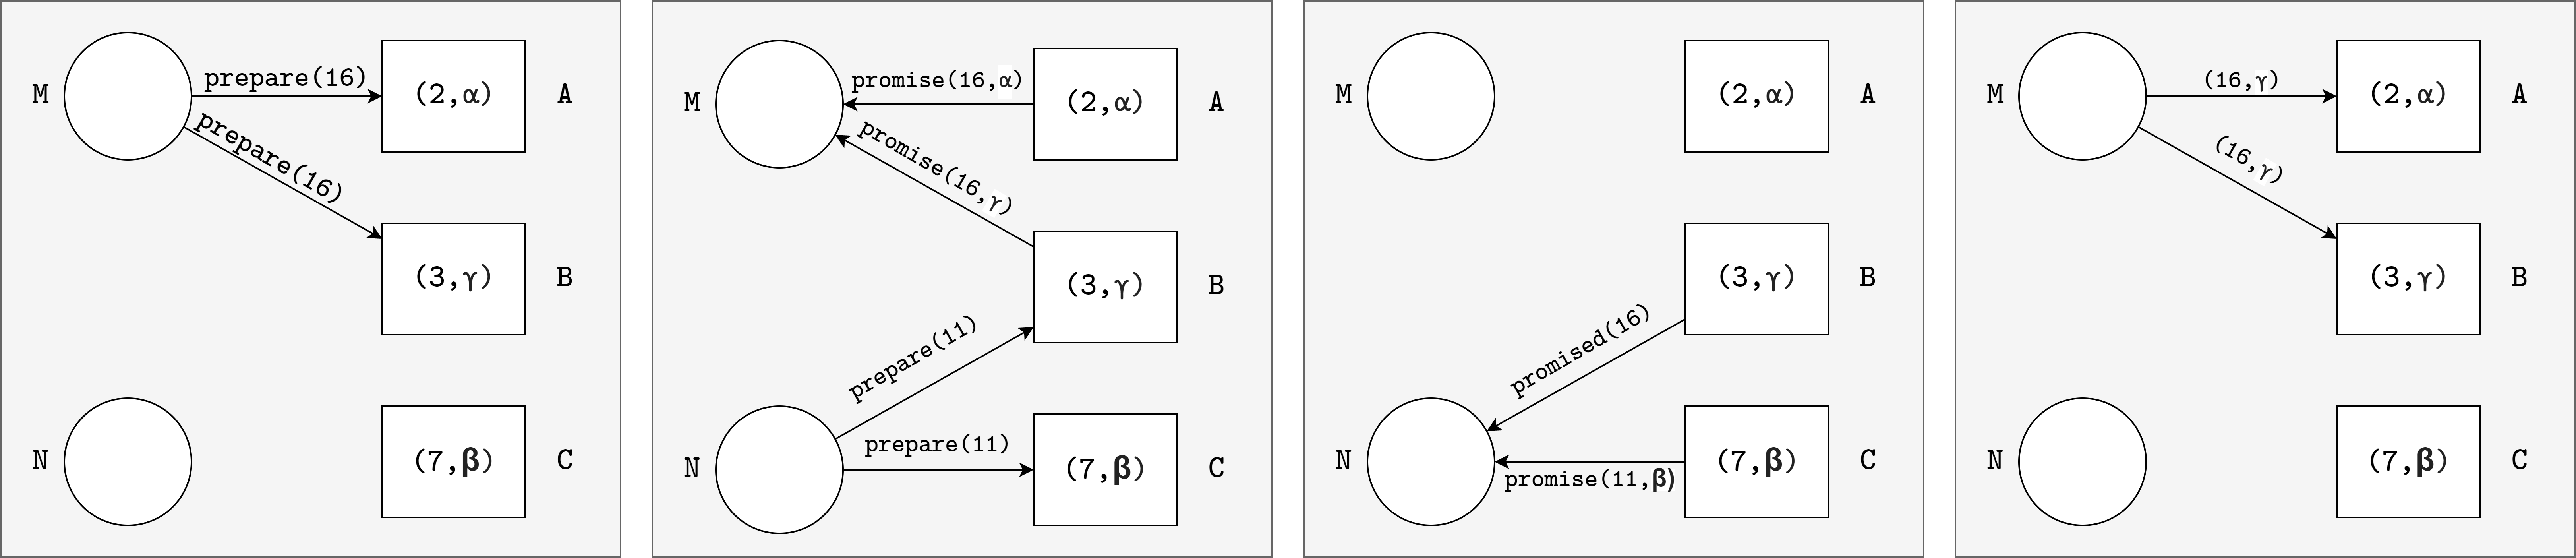 M prepare(16) (2,α) A
prepare(16)
(3,γ) B
N (7,β) C
M promise(16,α) (2,α) A
promise(16,γ)
(3,γ) B
prepare(11)
N prepare(11) (7,β) C
M (2,α) A
(3,γ) B
promised(16)
N promise(11,β) (7,β) C
M (16,γ) (2,α) A
(16,γ)
(3,γ) B
N (7,β) C